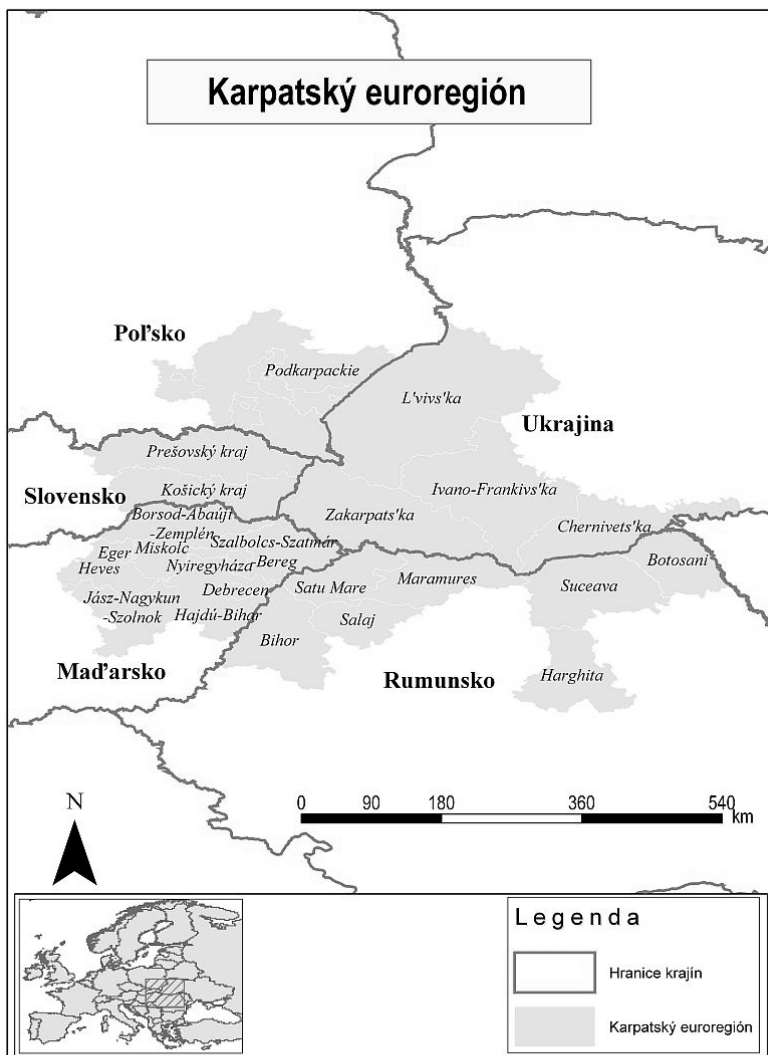 Karpatský euroregión
Poľsko
Podkarpackie
L'vivs'ka
Ukrajina
Prešovský kraj
Slovensko
Košický kraj
Ivano-Frankivs'ka
Borsod-Abaújt
-Zemplén
Zakarpats'ka
Chernivets'ka
Szalbolcs-Szatmár
Eger
Miskolc
Heves
Nyiregyháza
Bereg
Botosani
Maramures
Suceava
Debrecen
Satu Mare
Jász-Nagykun
-Szolnok
Hajdú-Bihar
Salaj
Bihor
Maďarsko
Rumunsko
Harghita
N
0 90 180 360 540
km
Legenda
Hranice krajín
Karpatský euroregión